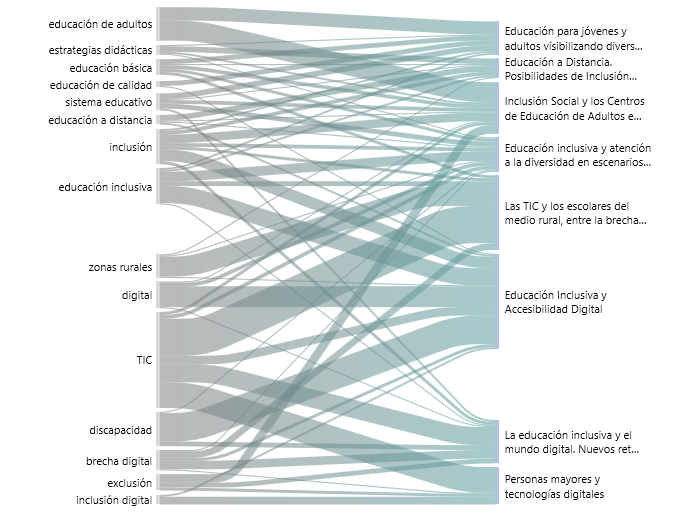 educación de adultos
estrategias didácticas
educación básica
educación de calidad
sistema educativo
educación a distancia
inclusión
educación inclusiva
zonas rurales
digital
TIC
discapacidad
brecha digital
exclusión
inclusión digital
Educación para jóvenes y
adultos visibilizando divers...
Educación a Distancia.
Posibilidades de Inclusión...
Inclusión Social y los Centros
de Educación de Adultos e...
Educación inclusiva y atención
a la diversidad en escenarios...
Las TIC y los escolares del
medio rural, entre la brecha...
Educación Inclusiva y
Accesibilidad Digital
La educación inclusiva y el
mundo digital. Nuevos ret...
Personas mayores y
tecnologías digitales